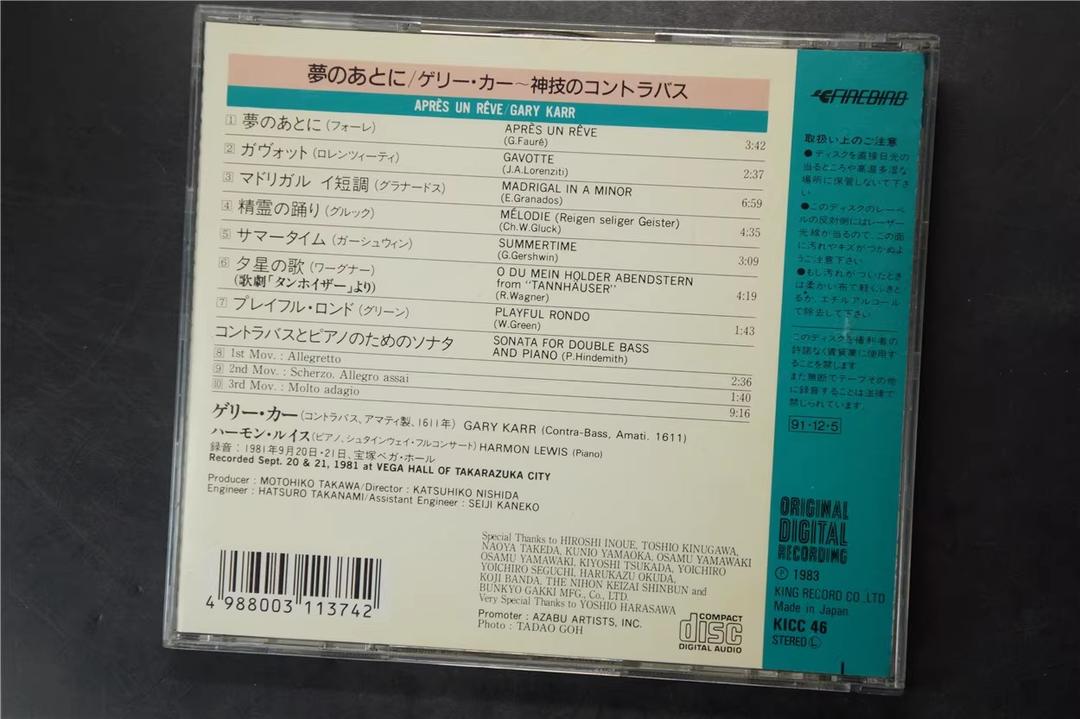 夢のあとに/ゲリー・カー～神技のコントラバス
APRÈS UN RÊVE/GARY KARR
1 夢のあとに(フォーレ) APRÈS UN RÊVE
(G.Faurê) 3:42
2 ガヴォット(ロレンツィーティ) GAVOTTE
(J.A.Lorenziti) 2:37
3 マドリガル イ短調(グラナードス) MADRIGAL IN A MINOR
(E.Granados) 6:59
4 精霊の踊り(グルック) MÊLODIE (Reigen seliger Geister)
(Ch.W.Gluck) 4:35
5 サマータイム(ガーシュウィン) SUMMERTIME
(G.Gershwin) 3:09
6 夕星の歌(ワーグナー) O DU MEIN HOLDER ABENDSTERN
(歌劇「タンホイザー」より) from "TANNHÄUSER"
(R.Wagner) 4:19
7 プレイフル・ロンド(グリーン) PLAYFUL RONDO
(W.Green) 1:43
コントラバスとピアノのためのソナタ SONATA FOR DOUBLE BASS
AND PIANO (P.Hindemith)
8 1st Mov. : Allegretto 2:36
9 2nd Mov. : Scherzo. Allegro assai 1:40
10 3rd Mov. : Molto adagio 9:16
ゲリー・カー(コントラバス、アマティ製、1611年) GARY KARR (Contra-Bass, Amati. 1611)
ハーモン・ルイス(ピアノ、シュタインウェイ・フルコンサート) HARMON LEWIS (Piano)
録音:1981年9月20日・21日、宝塚ベガ・ホール
Recorded Sept. 20 & 21, 1981 at VEGA HALL OF TAKARAZUKA CITY
Producer : MOTOHIKO TAKAWA/Director : KATSUHIKO NISHIDA
Engineer : HATSURO TAKANAMI/Assistant Engineer : SEIJI KANEKO
Special Thanks to HIROSHI INOUE, TOSHIO KINUGAWA,
NAOYA TAKEDA, KUNIO YAMAOKA, OSAMU YAMAWAKI
OSAMU YAMAWAKI, KIYOSHI TSUKADA, YOICHIRO
YOICHIRO SEGUCHI, HARUKAZU OKUDA,
KOJI BANDA, THE NIHON KEIZAI SHINBUN and
BUNKYO GAKKI MFG., Co., LTD.
Very Special Thanks to YOSHIO HARASAWA
Promoter : AZABU ARTISTS, INC.
Photo : TADAO GOH
4 988003 113742
COMPACT
disc
DIGITAL AUDIO
FIREBIRD
取扱い上のご注意
●ディスクを直接日光の
当るところや高温多湿な
場所に保管しないで下さ
い
●このディスクのレーベ
ルの反対側にはレーザー
光線が当るので、この面
に汚れやキズがつかぬよ
うご注意下さい
●もし汚れがついたとき
は柔かい布で軽くふきと
るか、エチルアルコール
で除去して下さい
このディスクを権利者の
許諾なく賃貸業に使用す
ることを禁じます
また無断でテープその他
に録音することは法律で
禁じられています。
91・12・5
ORIGINAL
DIGITAL
RECORDING
Ⓟ 1983
KING RECORD CO.,LTD
Made in Japan
KICC 46
STEREO Ⓛ